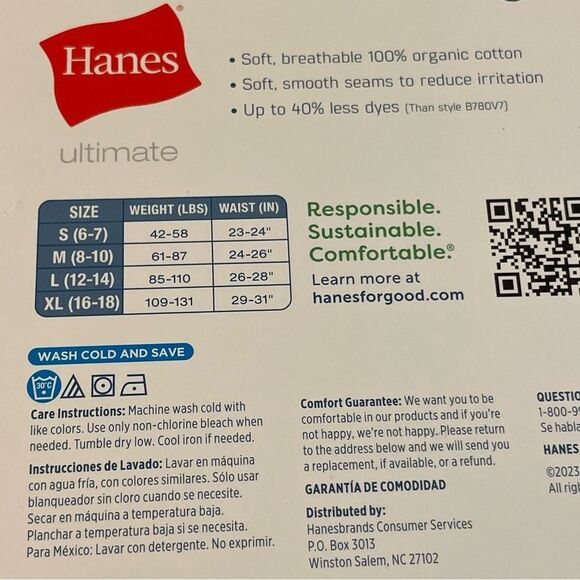 Hanes
ultimate
• Soft, breathable 100% organic cotton
• Soft, smooth seams to reduce irritation
• Up to 40% less dyes (Than style B780V7)
SIZE WEIGHT (LBS) WAIST (IN)
S (6-7) 42-58 23-24"
M (8-10) 61-87 24-26"
L (12-14) 85-110 26-28"
XL (16-18) 109-131 29-31"
Responsible.
Sustainable.
Comfortable.®
Learn more at
hanesforgood.com
WASH COLD AND SAVE
30°C
Care Instructions: Machine wash cold with
like colors. Use only non-chlorine bleach when
needed. Tumble dry low. Cool iron if needed.
Instrucciones de Lavado: Lavar en máquina
con agua fría, con colores similares. Sólo usar
blanqueador sin cloro cuando se necesite.
Secar en máquina a temperatura baja.
Planchar a temperatura baja si se necesita.
Para México: Lavar con detergente. No exprimir.
Comfort Guarantee: We want you to be
comfortable in our products and if you're
not happy, we're not happy. Please return
to the address below and we will send you
a replacement, if available, or a refund.
GARANTÍA DE COMODIDAD
Distributed by:
Hanesbrands Consumer Services
P.O. Box 3013
Winston Salem, NC 27102
QUESTIO
1-800-99
Se habla
HANES
©2023
All righ